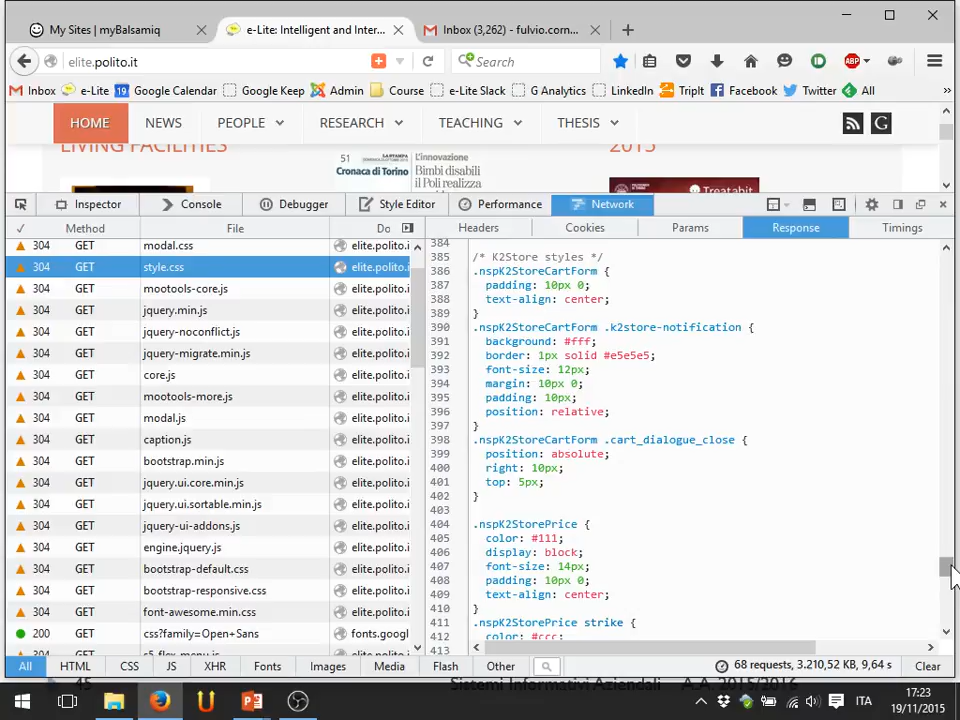 My Sites | myBalsamiq
e-Lite: Intelligent and Inter...
Inbox (3,262) - fulvio.corn...
elite.polito.it
Search
ABP
Inbox
e-Lite
19
Google Calendar
Google Keep
Admin
Course
e-Lite Slack
G Analytics
LinkedIn
TripIt
Facebook
Twitter
All
HOME NEWS PEOPLE RESEARCH TEACHING THESIS G
LIVING FACILITIES
51
LA STAMPA
Cronaca di Torino
L'innovazione
Bimbi disabili
il Poli realizza
2015
Treatabit
Inspector Console Debugger Style Editor Performance Network
✓ Method File Do Headers Cookies Params Response Timings
304 GET modal.css elite.polito.i
304 GET style.css elite.polito.i
304 GET mootools-core.js elite.polito.i
304 GET jquery.min.js elite.polito.i
304 GET jquery-noconflict.js elite.polito.i
304 GET jquery-migrate.min.js elite.polito.i
304 GET core.js elite.polito.i
304 GET mootools-more.js elite.polito.i
304 GET modal.js elite.polito.i
304 GET caption.js elite.polito.i
304 GET bootstrap.min.js elite.polito.i
304 GET jquery.ui.core.min.js elite.polito.i
304 GET jquery.ui.sortable.min.js elite.polito.i
304 GET jquery-ui-addons.js elite.polito.i
304 GET engine.jquery.js elite.polito.i
304 GET bootstrap-default.css elite.polito.i
304 GET bootstrap-responsive.css elite.polito.i
304 GET font-awesome.min.css elite.polito.i
200 GET css?family=Open+Sans fonts.googl
304 GET s5_flex_menu.js elite.polito.i
384
385 /* K2Store styles */
386 .nspK2StoreCartForm {
387 padding: 10px 0;
388 text-align: center;
389 }
390 .nspK2StoreCartForm .k2store-notification {
391 background: #fff;
392 border: 1px solid #e5e5e5;
393 font-size: 12px;
394 margin: 10px 0;
395 padding: 10px;
396 position: relative;
397 }
398 .nspK2StoreCartForm .cart_dialogue_close {
399 position: absolute;
400 right: 10px;
401 top: 5px;
402 }
403
404 .nspK2StorePrice {
405 color: #111;
406 display: block;
407 font-size: 14px;
408 padding: 10px 0;
409 text-align: center;
410 }
411 .nspK2StorePrice strike {
412 color: #ccc;
413
All HTML CSS JS XHR Fonts Images Media Flash Other 68 requests, 3.210,52 KB, 9,64 s Clear
45 Sistemi Informativi Aziendali A.A. 2015/2016
ITA
17:23
19/11/2015